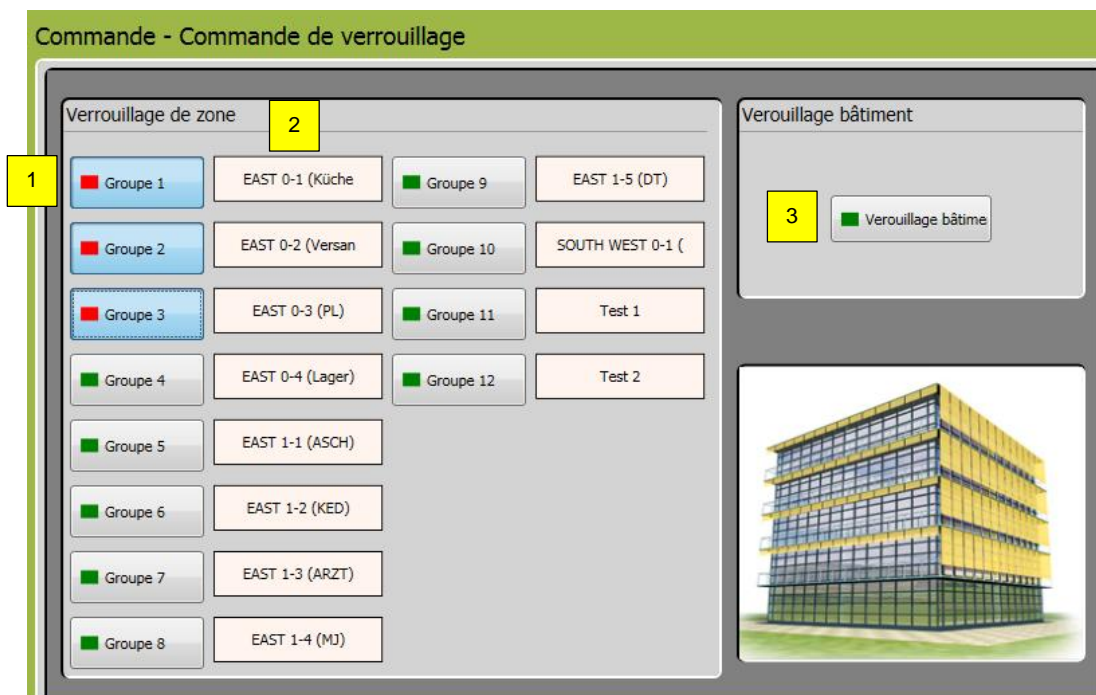 Commande - Commande de verrouillage
Verrouillage de zone
2
1
Groupe 1
EAST 0-1 (Küche
Groupe 9
EAST 1-5 (DT)
Groupe 2
EAST 0-2 (Versan
Groupe 10
SOUTH WEST 0-1 (
Groupe 3
EAST 0-3 (PL)
Groupe 11
Test 1
Groupe 4
EAST 0-4 (Lager)
Groupe 12
Test 2
Groupe 5
EAST 1-1 (ASCH)
Groupe 6
EAST 1-2 (KED)
Groupe 7
EAST 1-3 (ARZT)
Groupe 8
EAST 1-4 (MJ)
Verouillage bâtiment
3
Verouillage bâtime